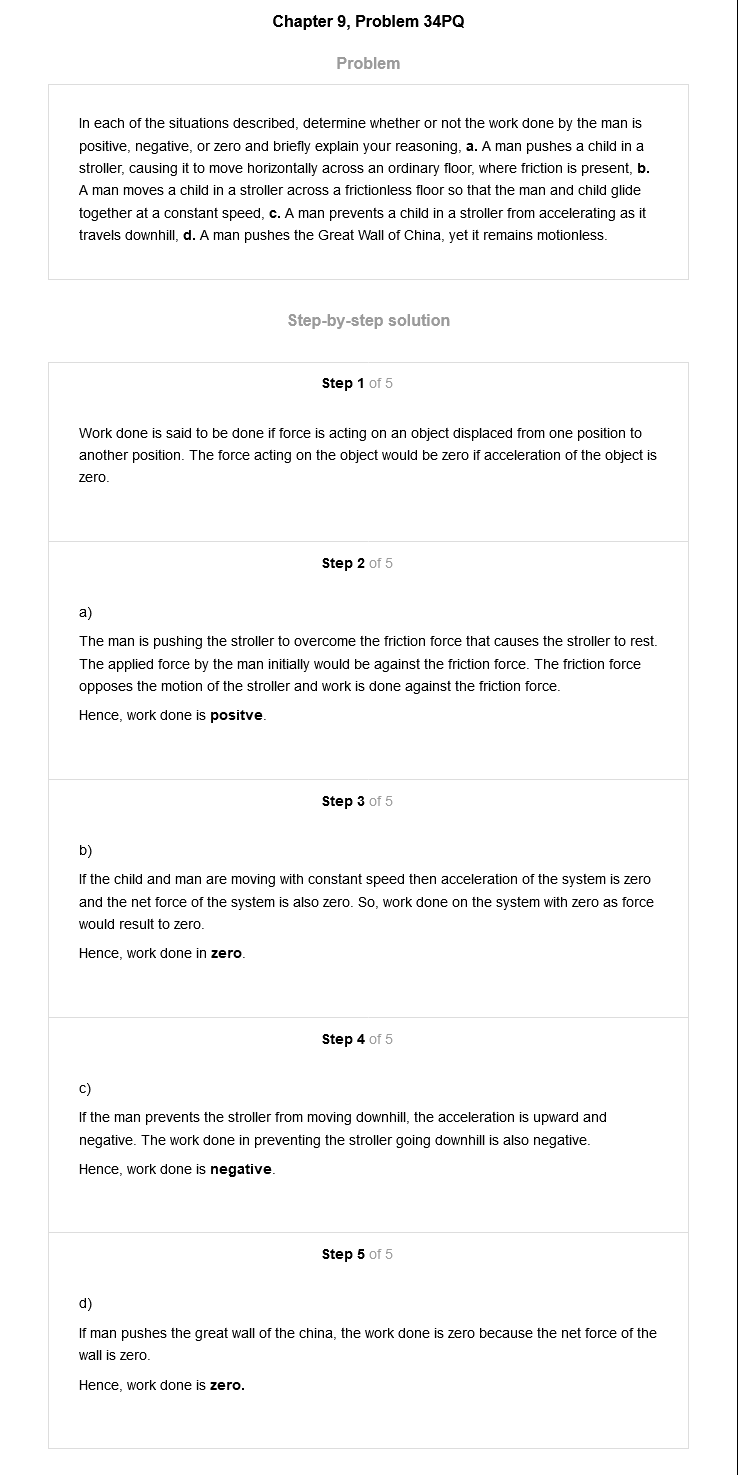 Chapter 9, Problem 34PQ
Problem
In each of the situations described, determine whether or not the work done by the man is
positive, negative, or zero and briefly explain your reasoning, a. A man pushes a child in a
stroller, causing it to move horizontally across an ordinary floor, where friction is present, b.
A man moves a child in a stroller across a frictionless floor so that the man and child glide
together at a constant speed, c. A man prevents a child in a stroller from accelerating as it
travels downhill, d. A man pushes the Great Wall of China, yet it remains motionless.
Step-by-step solution
Step 1 of 5
Work done is said to be done if force is acting on an object displaced from one position to
another position. The force acting on the object would be zero if acceleration of the object is
zero.
Step 2 of 5
a)
The man is pushing the stroller to overcome the friction force that causes the stroller to rest.
The applied force by the man initially would be against the friction force. The friction force
opposes the motion of the stroller and work is done against the friction force.
Hence, work done is positve.
Step 3 of 5
b)
If the child and man are moving with constant speed then acceleration of the system is zero
and the net force of the system is also zero. So, work done on the system with zero as force
would result to zero.
Hence, work done in zero.
Step 4 of 5
c)
If the man prevents the stroller from moving downhill, the acceleration is upward and
negative. The work done in preventing the stroller going downhill is also negative.
Hence, work done is negative.
Step 5 of 5
d)
If man pushes the great wall of the china, the work done is zero because the net force of the
wall is zero.
Hence, work done is zero.